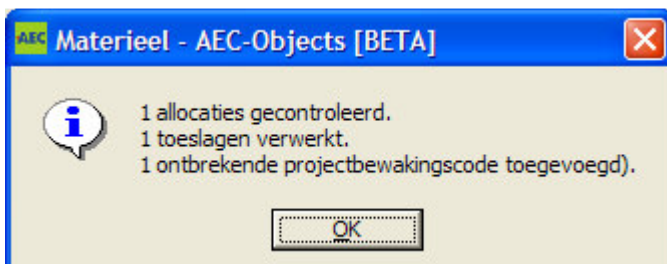 AEC Materieel - AEC-Objects [BETA]
1 allocaties gecontroleerd.
1 toeslagen verwerkt.
1 ontbrekende projectbewakingscode toegevoegd).
OK